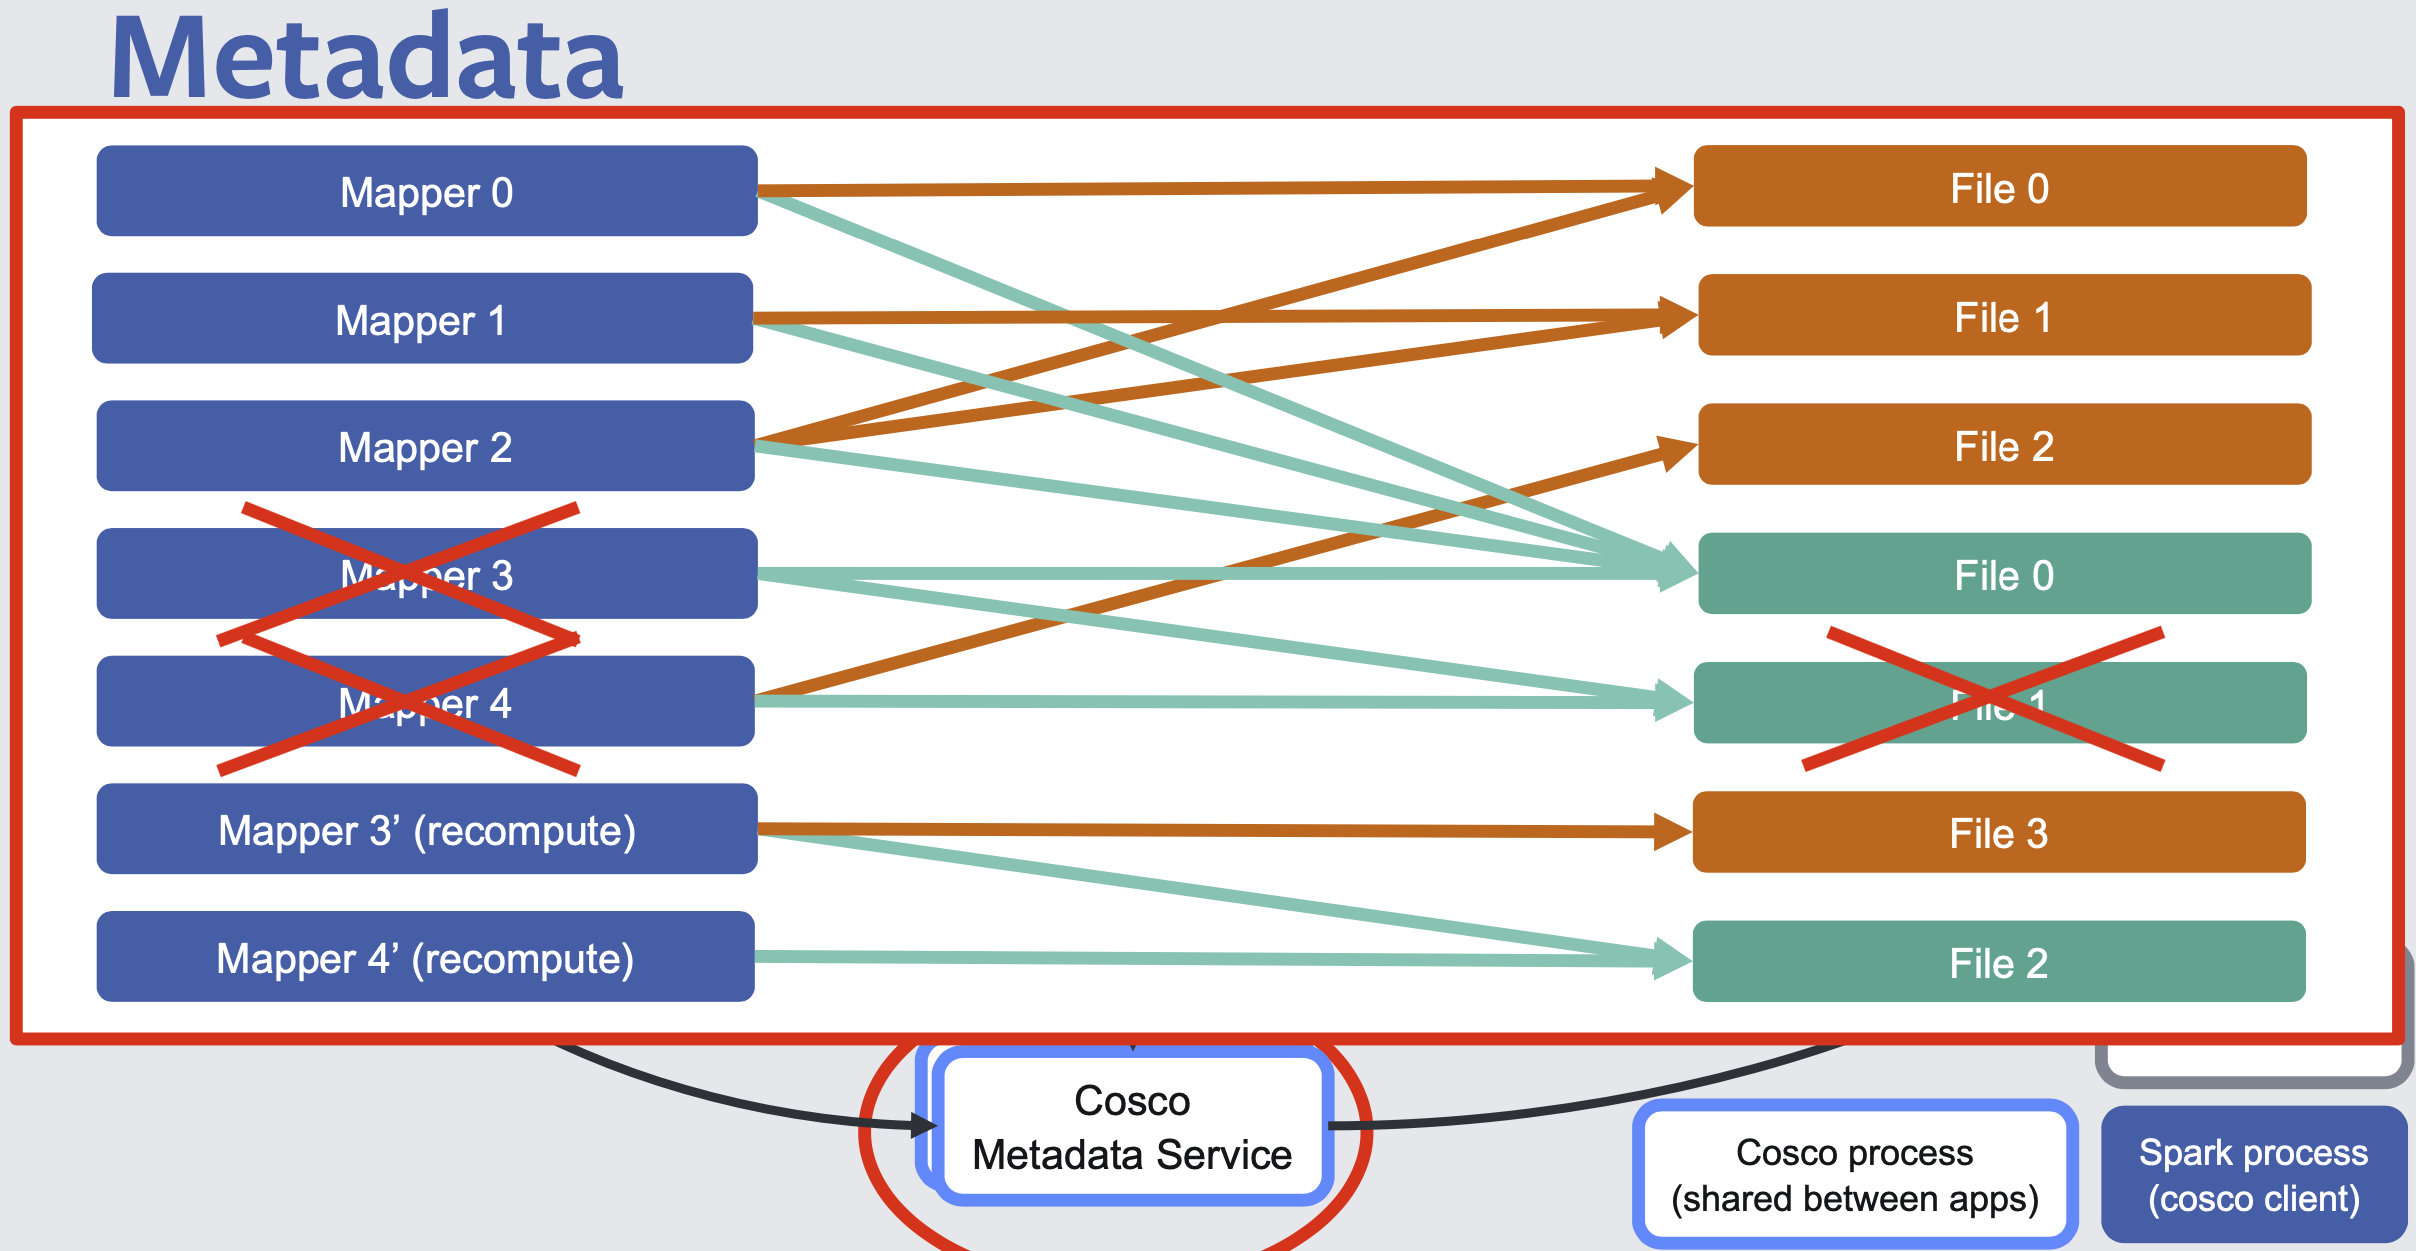 Metadata
Mapper 0
File 0
Mapper 1
File 1
Mapper 2
File 2
Mapper 3
File 0
Mapper 4
File 1
Mapper 3’ (recompute)
File 3
Mapper 4’ (recompute)
File 2
Cosco
Metadata Service
Cosco process
(shared between apps)
Spark process
(cosco client)